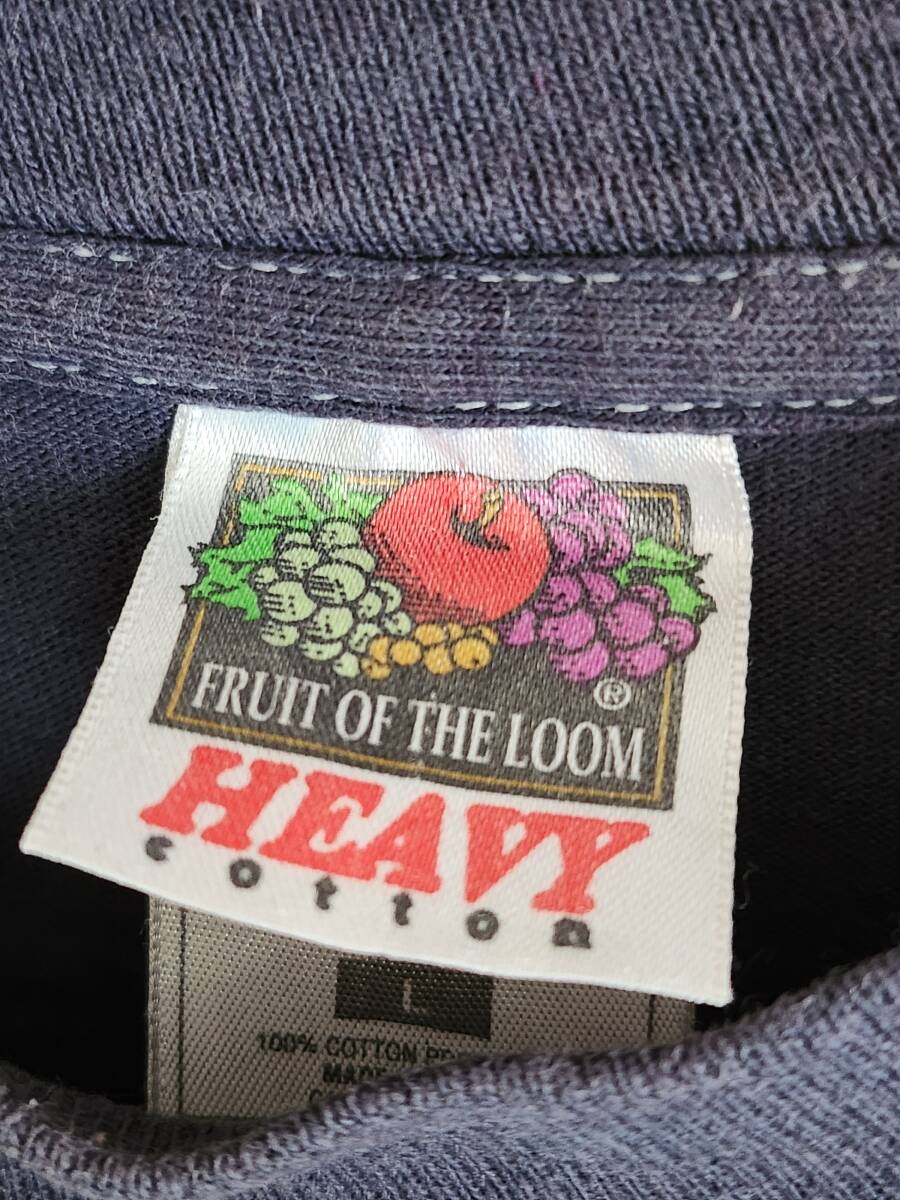 FRUIT OF THE LOOM ®
HEAVY
cotton
L
100% COTTON
MADE